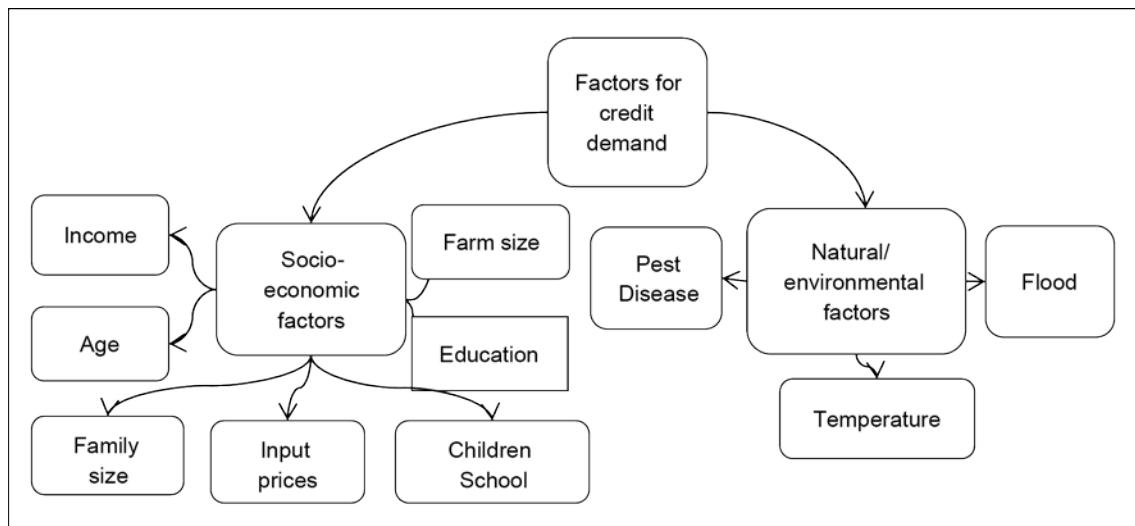 Factors for
credit
demand
Income
Socio-
economic
factors
Farm size
Pest
Disease
Natural/
environmental
factors
Flood
Age
Education
Family
size
Input
prices
Children
School
Temperature